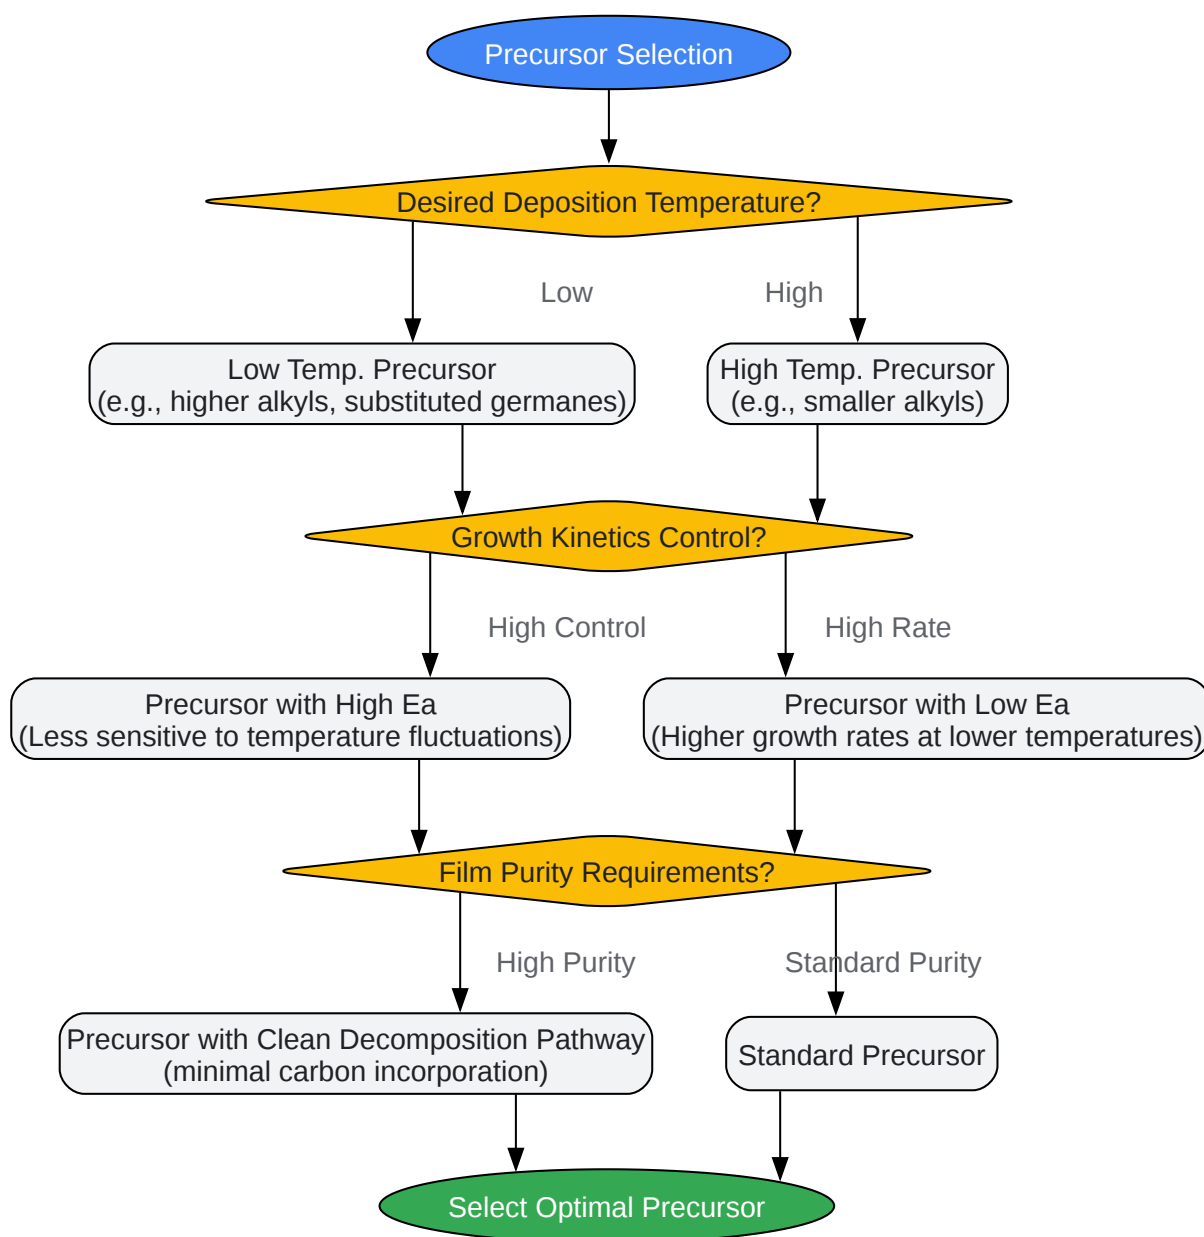 Precursor Selection
Desired Deposition Temperature?
Low
High
Low Temp. Precursor
(e.g., higher alkyls, substituted germanes)
High Temp. Precursor
(e.g., smaller alkyls)
Growth Kinetics Control?
High Control
High Rate
Precursor with High Ea
(Less sensitive to temperature fluctuations)
Precursor with Low Ea
(Higher growth rates at lower temperatures)
Film Purity Requirements?
High Purity
Standard Purity
Precursor with Clean Decomposition Pathway
(minimal carbon incorporation)
Standard Precursor
Select Optimal Precursor